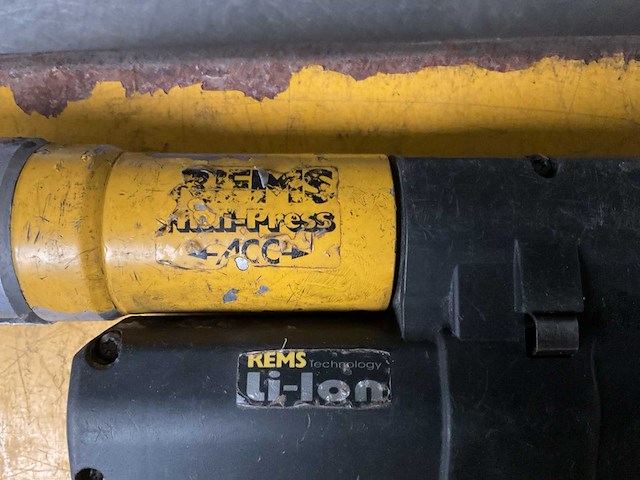 REMS
Mini-Press
ACC
REMS Technology
Li-Ion